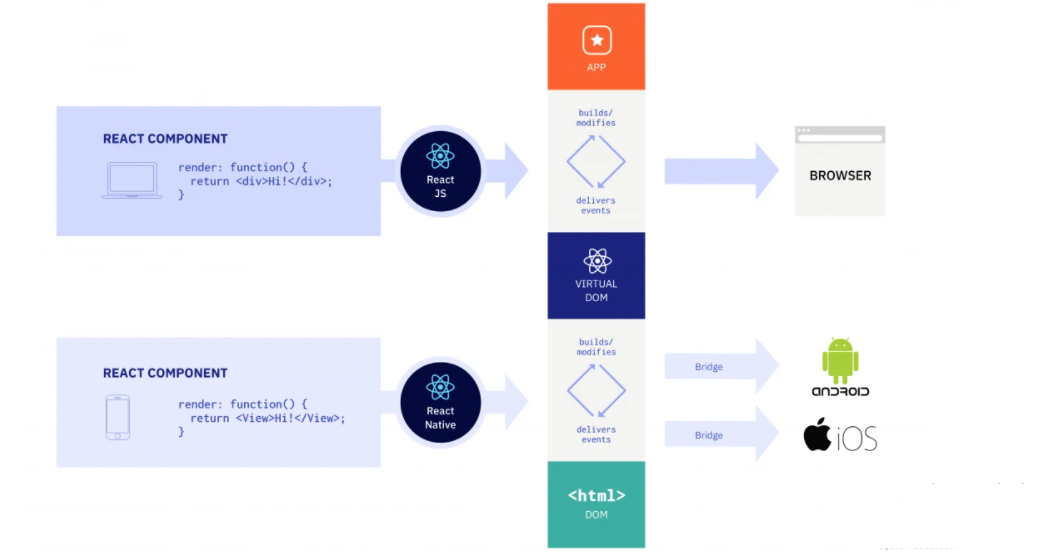 APP
builds/
modifies
delivers
events
REACT COMPONENT
render: function() {
return <div>Hi!</div>;
}
React
JS
BROWSER
VIRTUAL
DOM
builds/
modifies
delivers
events
REACT COMPONENT
render: function() {
return <View>Hi!</View>;
}
React
Native
Bridge
ANDROID
Bridge
iOS
<html>
DOM